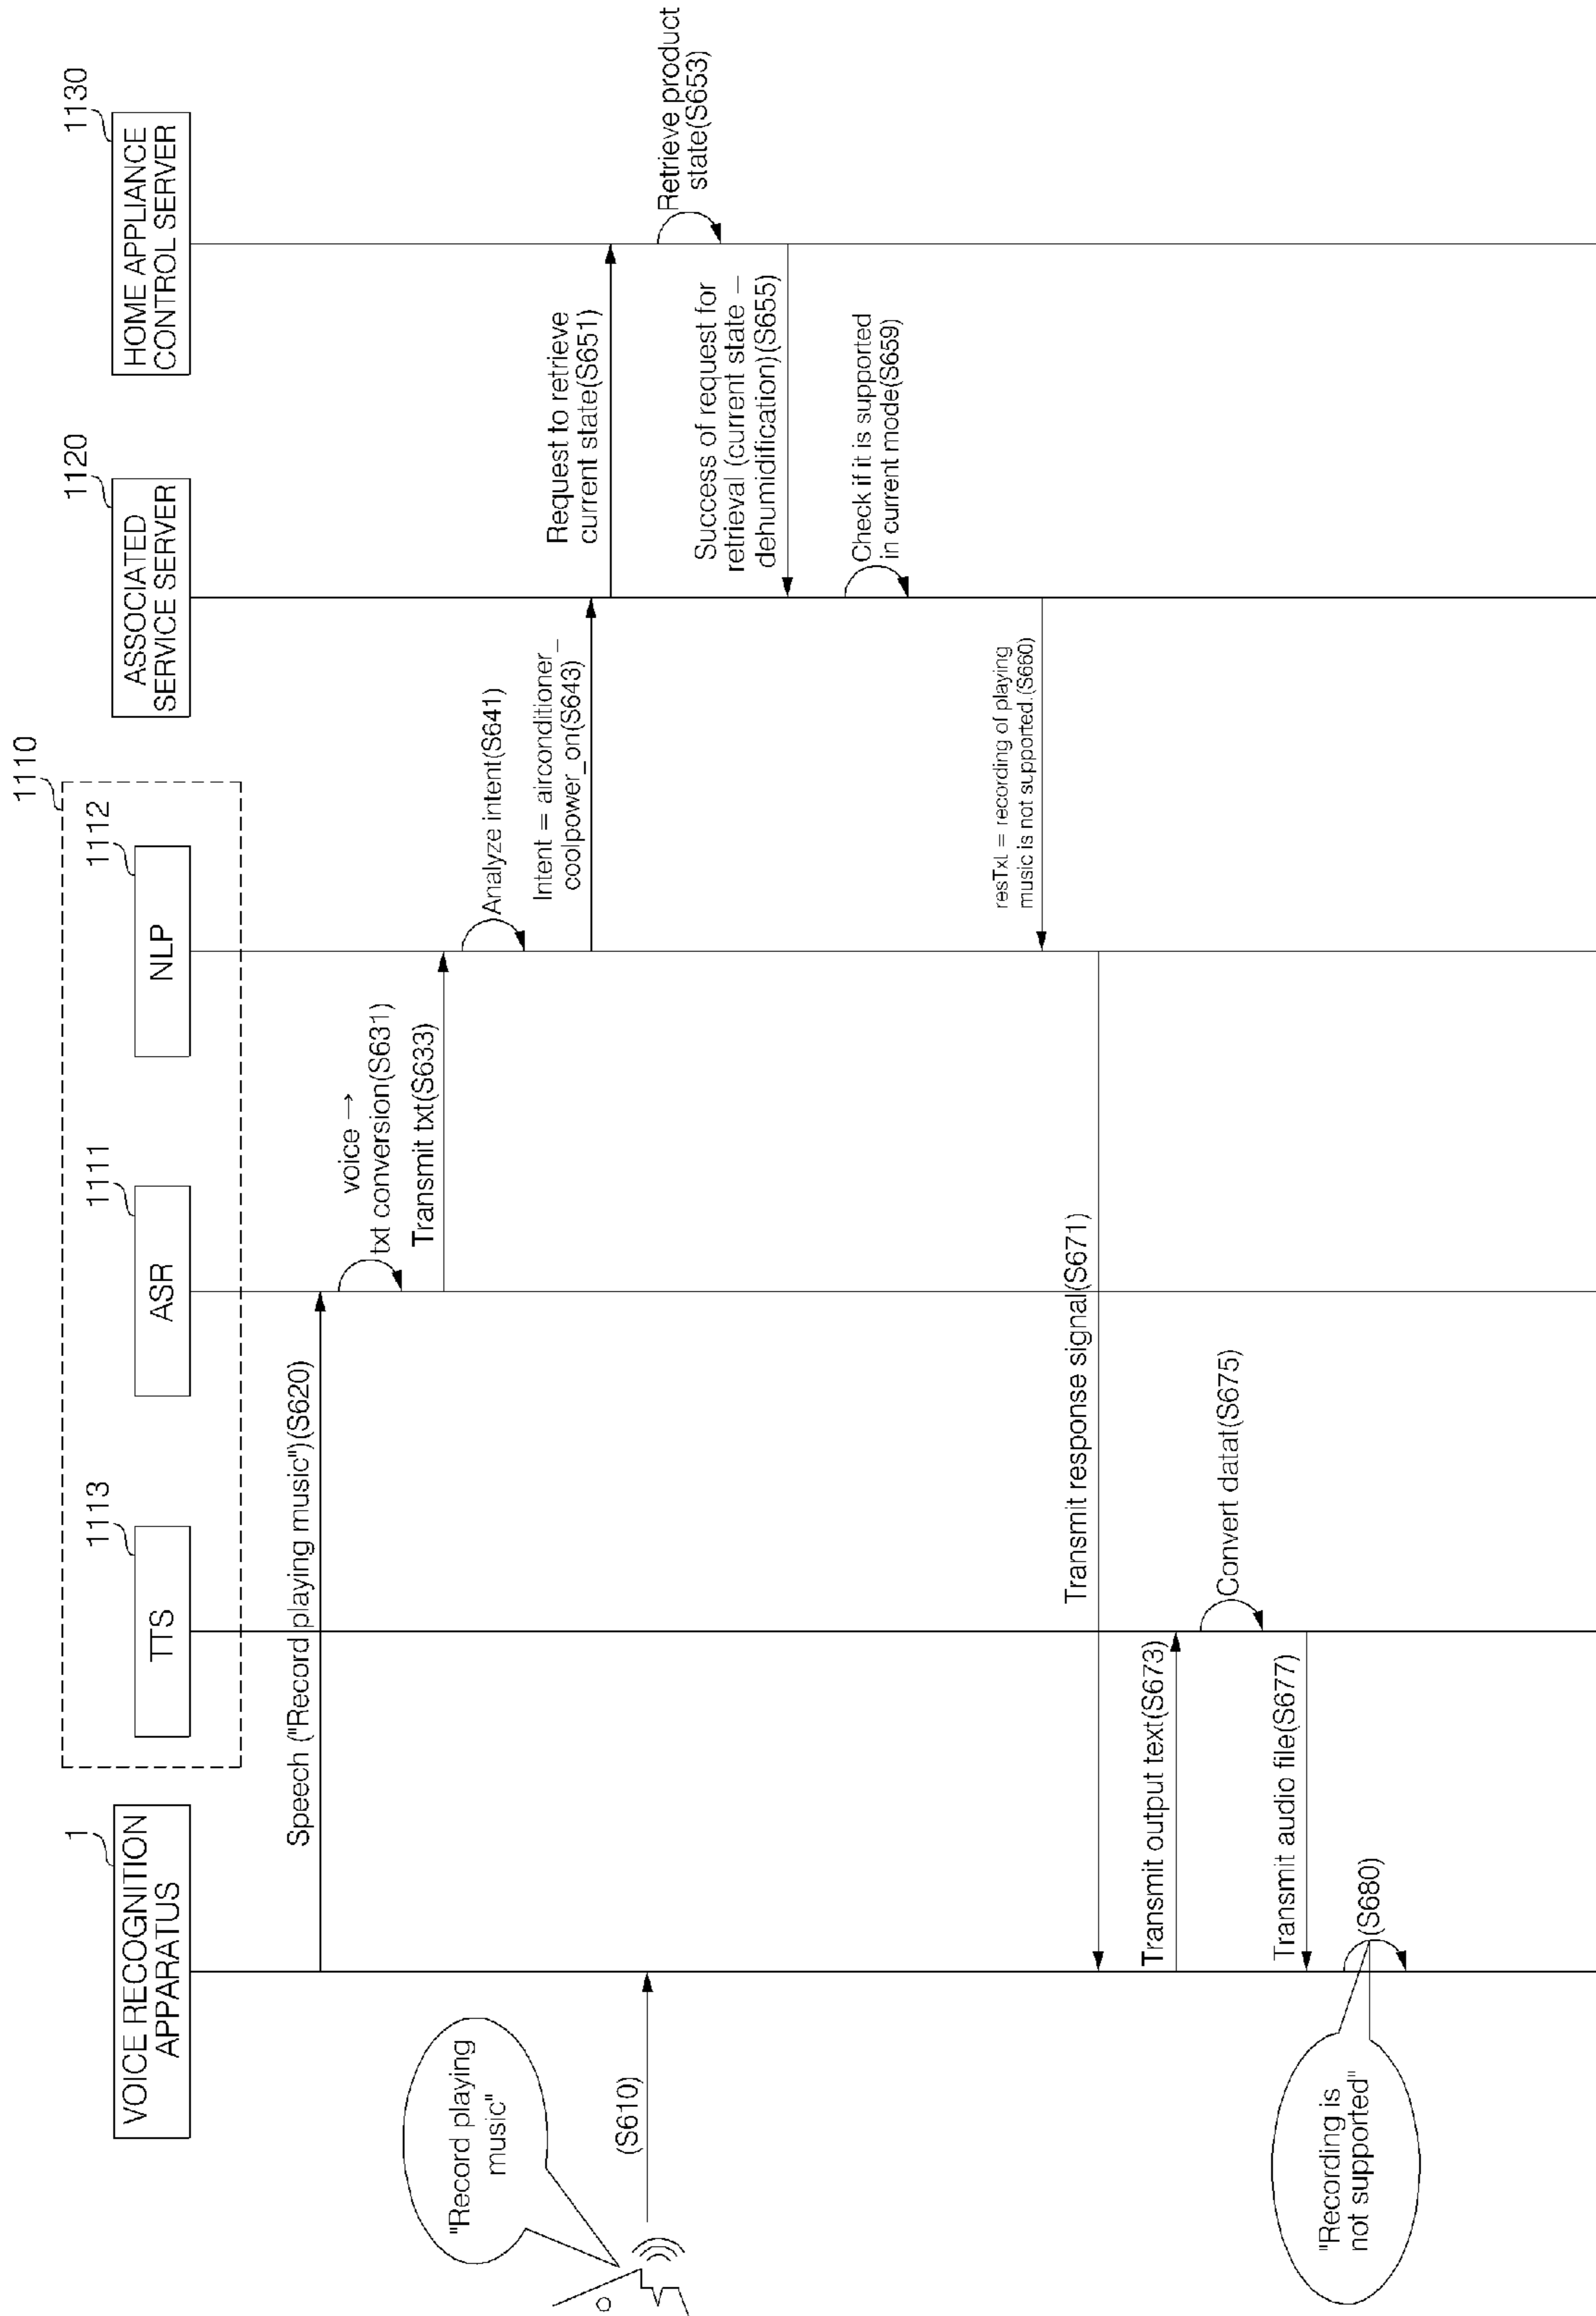 1110
1
1113
1111
1112
1120
1130
VOICE RECOGNITION
APPARATUS
TTS
ASR
NLP
ASSOCIATED
SERVICE SERVER
HOME APPLIANCE
CONTROL SERVER
Speech ("Record playing music")(S620)
voice →
txt conversion(S631)
Transmit txt(S633)
Analyze intent(S641)
Intent = airconditioner_
coolpower_on(S643)
Request to retrieve
current state(S651)
Retrieve product
state(S653)
Success of request for
retrieval (current state –
dehumidification)(S655)
Check if it is supported
in current mode(S659)
resTxt = recording of playing
music is not supported.(S660)
"Record playing
music"
(S610)
Transmit response signal(S671)
Transmit output text(S673)
Convert datat(S675)
Transmit audio file(S677)
(S680)
"Recording is
not supported"